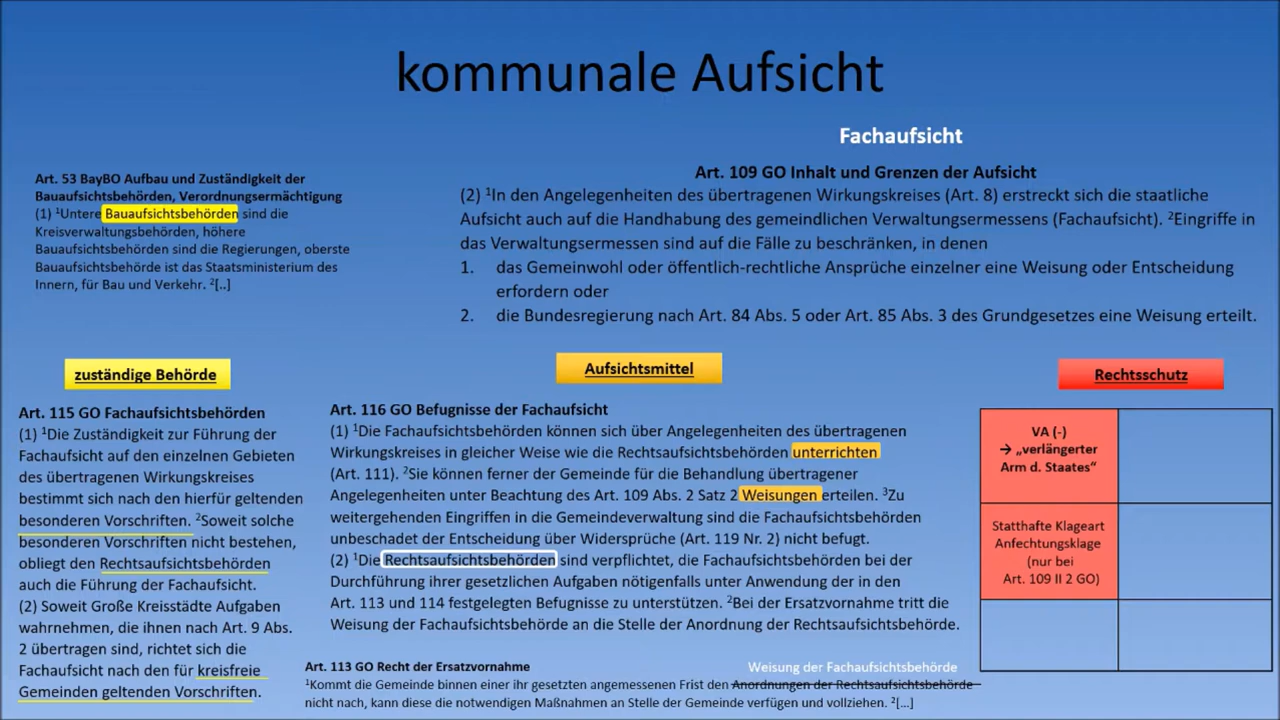 kommunale Aufsicht
Fachaufsicht
Art. 53 BayBO Aufbau und Zuständigkeit der
Bauaufsichtsbehörden, Verordnungsermächtigung
(1) ¹Untere Bauaufsichtsbehörden sind die
Kreisverwaltungsbehörden, höhere
Bauaufsichtsbehörden sind die Regierungen, oberste
Bauaufsichtsbehörde ist das Staatsministerium des
Innern, für Bau und Verkehr. ²[..]
Art. 109 GO Inhalt und Grenzen der Aufsicht
(2) ¹In den Angelegenheiten des übertragenen Wirkungskreises (Art. 8) erstreckt sich die staatliche
Aufsicht auch auf die Handhabung des gemeindlichen Verwaltungsermessens (Fachaufsicht). ²Eingriffe in
das Verwaltungsermessen sind auf die Fälle zu beschränken, in denen
1. das Gemeinwohl oder öffentlich-rechtliche Ansprüche einzelner eine Weisung oder Entscheidung
erfordern oder
2. die Bundesregierung nach Art. 84 Abs. 5 oder Art. 85 Abs. 3 des Grundgesetzes eine Weisung erteilt.
zuständige Behörde
Art. 115 GO Fachaufsichtsbehörden
(1) ¹Die Zuständigkeit zur Führung der
Fachaufsicht auf den einzelnen Gebieten
des übertragenen Wirkungskreises
bestimmt sich nach den hierfür geltenden
besonderen Vorschriften. ²Soweit solche
besonderen Vorschriften nicht bestehen,
obliegt den Rechtsaufsichtsbehörden
auch die Führung der Fachaufsicht.
(2) Soweit Große Kreisstädte Aufgaben
wahrnehmen, die ihnen nach Art. 9 Abs.
2 übertragen sind, richtet sich die
Fachaufsicht nach den für kreisfreie
Gemeinden geltenden Vorschriften.
Aufsichtsmittel
Art. 116 GO Befugnisse der Fachaufsicht
(1) ¹Die Fachaufsichtsbehörden können sich über Angelegenheiten des übertragenen
Wirkungskreises in gleicher Weise wie die Rechtsaufsichtsbehörden unterrichten
(Art. 111). ²Sie können ferner der Gemeinde für die Behandlung übertragener
Angelegenheiten unter Beachtung des Art. 109 Abs. 2 Satz 2 Weisungen erteilen. ³Zu
weitergehenden Eingriffen in die Gemeindeverwaltung sind die Fachaufsichtsbehörden
unbeschadet der Entscheidung über Widersprüche (Art. 119 Nr. 2) nicht befugt.
(2) ¹Die Rechtsaufsichtsbehörden sind verpflichtet, die Fachaufsichtsbehörden bei der
Durchführung ihrer gesetzlichen Aufgaben nötigenfalls unter Anwendung der in den
Art. 113 und 114 festgelegten Befugnisse zu unterstützen. ²Bei der Ersatzvornahme tritt die
Weisung der Fachaufsichtsbehörde an die Stelle der Anordnung der Rechtsaufsichtsbehörde.
Art. 113 GO Recht der Ersatzvornahme
Weisung der Fachaufsichtsbehörde
¹Kommt die Gemeinde binnen einer ihr gesetzten angemessenen Frist den Anordnungen der Rechtsaufsichtsbehörde
nicht nach, kann diese die notwendigen Maßnahmen an Stelle der Gemeinde verfügen und vollziehen. ²[…]
Rechtsschutz
VA (-)
→ „verlängerter
Arm d. Staates“
Statthafte Klageart
Anfechtungsklage
(nur bei
Art. 109 II 2 GO)